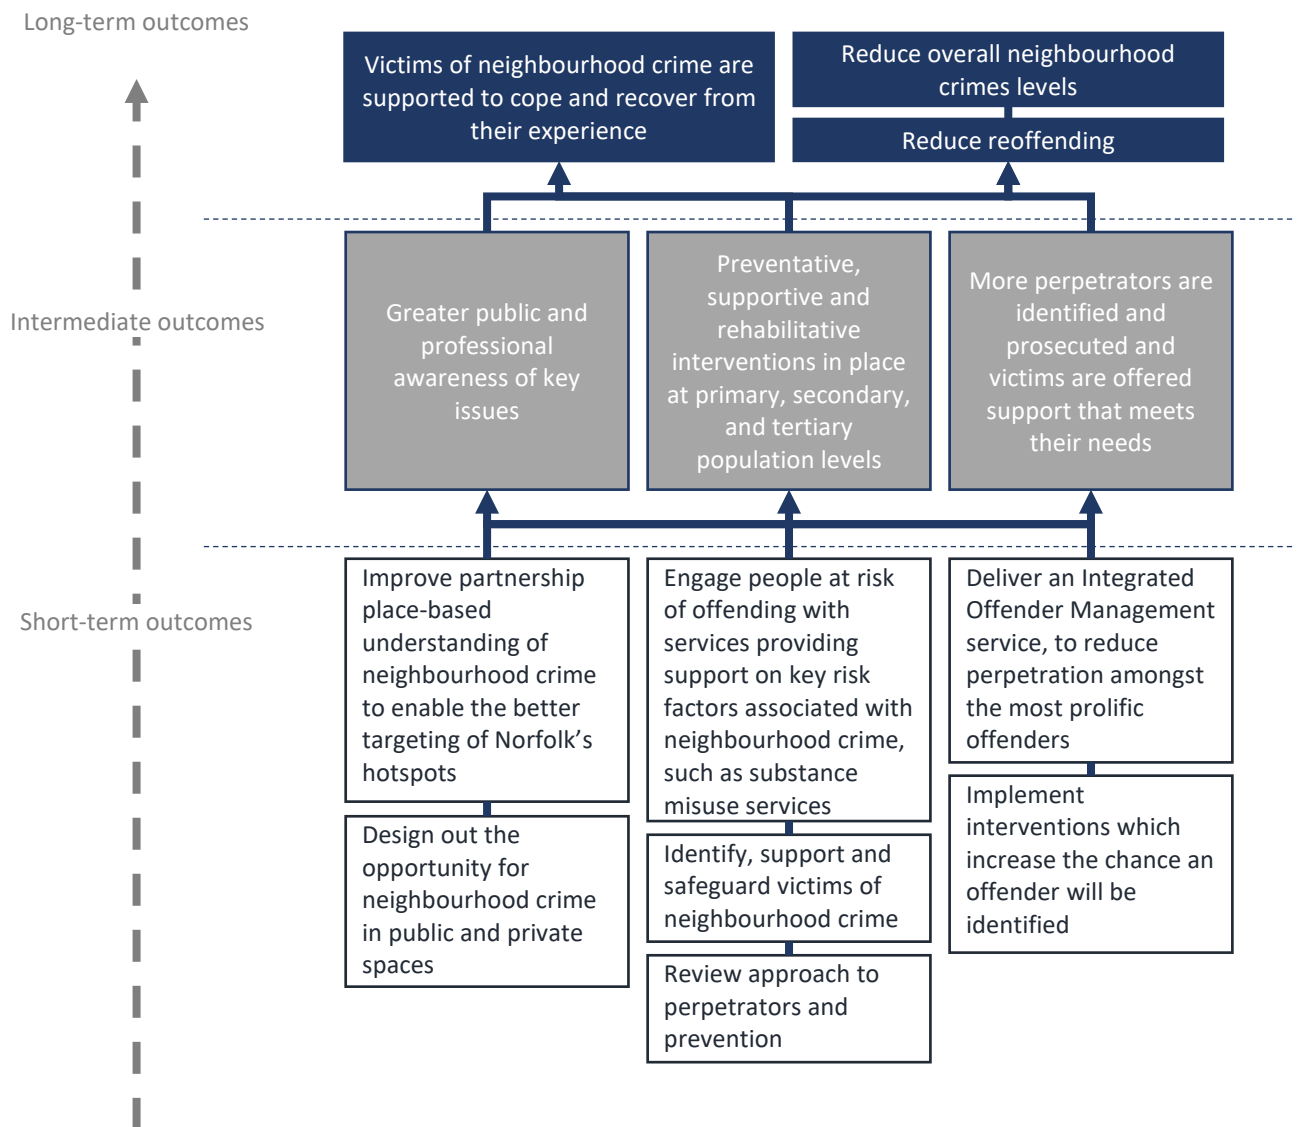 Long-term outcomes
Victims of neighbourhood crime are
supported to cope and recover from
their experience
Reduce overall neighbourhood
crimes levels
Reduce reoffending
Intermediate outcomes
Greater public and
professional
awareness of key
issues
Preventative,
supportive and
rehabilitative
interventions in place
at primary, secondary,
and tertiary
population levels
More perpetrators are
identified and
prosecuted and
victims are offered
support that meets
their needs
Short-term outcomes
Improve partnership
place-based
understanding of
neighbourhood crime
to enable the better
targeting of Norfolk’s
hotspots
Design out the
opportunity for
neighbourhood crime
in public and private
spaces
Engage people at risk
of offending with
services providing
support on key risk
factors associated with
neighbourhood crime,
such as substance
misuse services
Identify, support and
safeguard victims of
neighbourhood crime
Review approach to
perpetrators and
prevention
Deliver an Integrated
Offender Management
service, to reduce
perpetration amongst
the most prolific
offenders
Implement
interventions which
increase the chance an
offender will be
identified